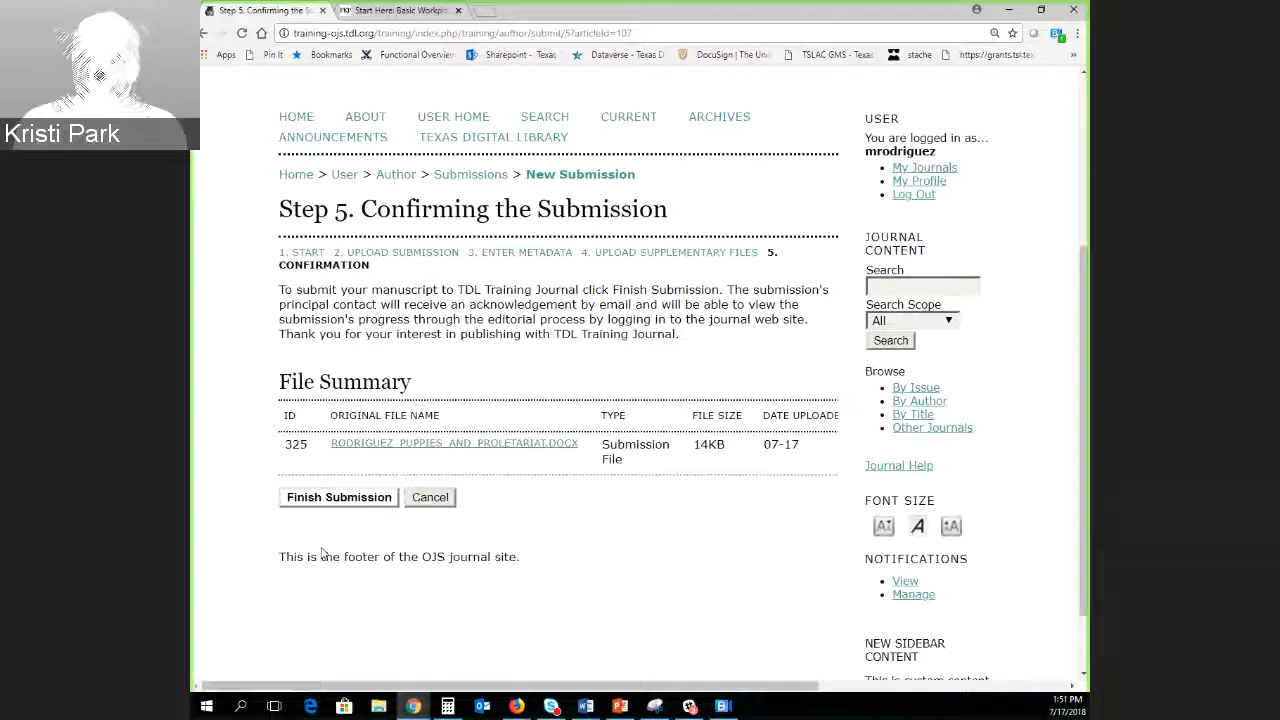 Step 5. Confirming the S
Start Here: Basic Workpl
training-ojs.tdl.org/training/index.php/training/author/submit/5?articleId=107
Apps Pin It Bookmarks Functional Overview Sharepoint - Texas Dataverse - Texas D DocuSign | The Uni TSLAC GMS - Texas stache https://grants.tsl.tex
Kristi Park
HOME ABOUT USER HOME SEARCH CURRENT ARCHIVES
ANNOUNCEMENTS TEXAS DIGITAL LIBRARY
Home > User > Author > Submissions > New Submission
Step 5. Confirming the Submission
1. START 2. UPLOAD SUBMISSION 3. ENTER METADATA 4. UPLOAD SUPPLEMENTARY FILES 5.
CONFIRMATION
To submit your manuscript to TDL Training Journal click Finish Submission. The submission's
principal contact will receive an acknowledgement by email and will be able to view the
submission's progress through the editorial process by logging in to the journal web site.
Thank you for your interest in publishing with TDL Training Journal.
File Summary
ID ORIGINAL FILE NAME TYPE FILE SIZE DATE UPLOADE
325 RODRIGUEZ_PUPPIES_AND_PROLETARIAT.DOCX Submission File 14KB 07-17
Finish Submission Cancel
This is the footer of the OJS journal site.
USER
You are logged in as...
mrodriguez
My Journals
My Profile
Log Out
JOURNAL
CONTENT
Search
Search Scope
All
Search
Browse
By Issue
By Author
By Title
Other Journals
Journal Help
FONT SIZE
NOTIFICATIONS
View
Manage
NEW SIDEBAR
CONTENT
This is custom content
1:51 PM
7/17/2018